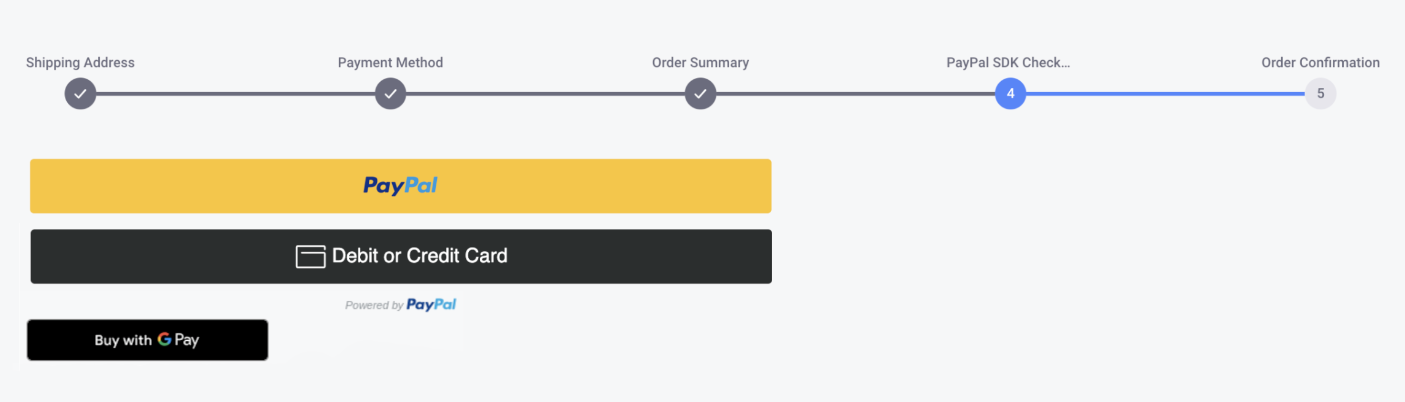 Shipping Address
Payment Method
Order Summary
PayPal SDK Check...
Order Confirmation
4
5
PayPal
Debit or Credit Card
Powered by PayPal
Buy with G Pay